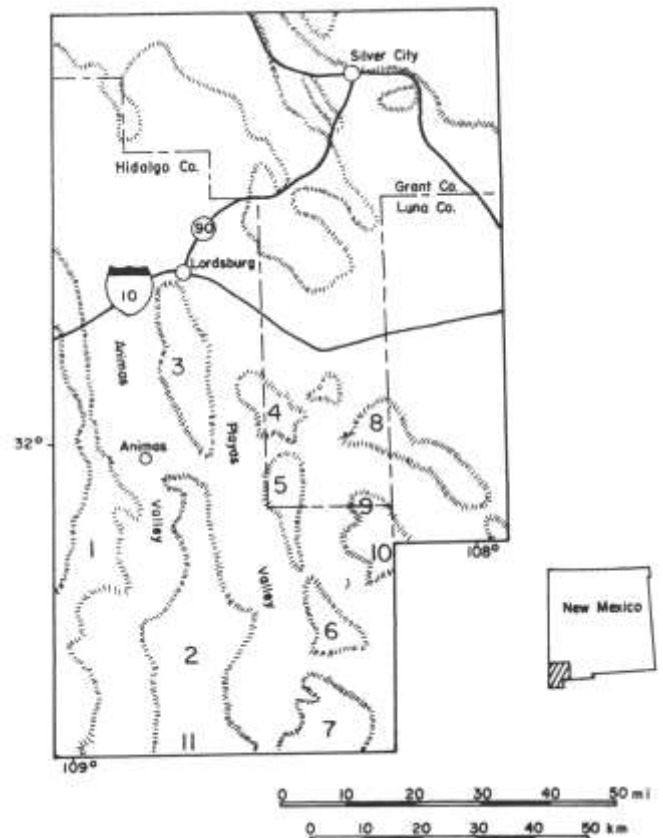 Silver City
Hidalgo Co.
Grant Co.
Luna Co.
90
Lordsburg
10
Animas
3
Playas
4
8
32°
Animas
5
9
Valley
1
10
108°
Valley
6
New Mexico
2
7
11
109°
0 10 20 30 40 50 mi
0 10 20 30 40 50 km